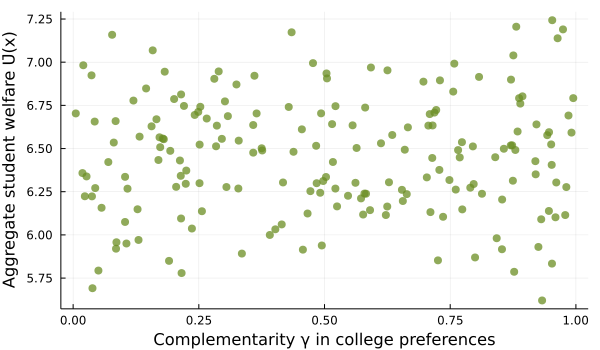 7.25
7.00
6.75
6.50
6.25
6.00
5.75
Aggregate student welfare U(x)
0.00 0.25 0.50 0.75 1.00
Complementarity γ in college preferences